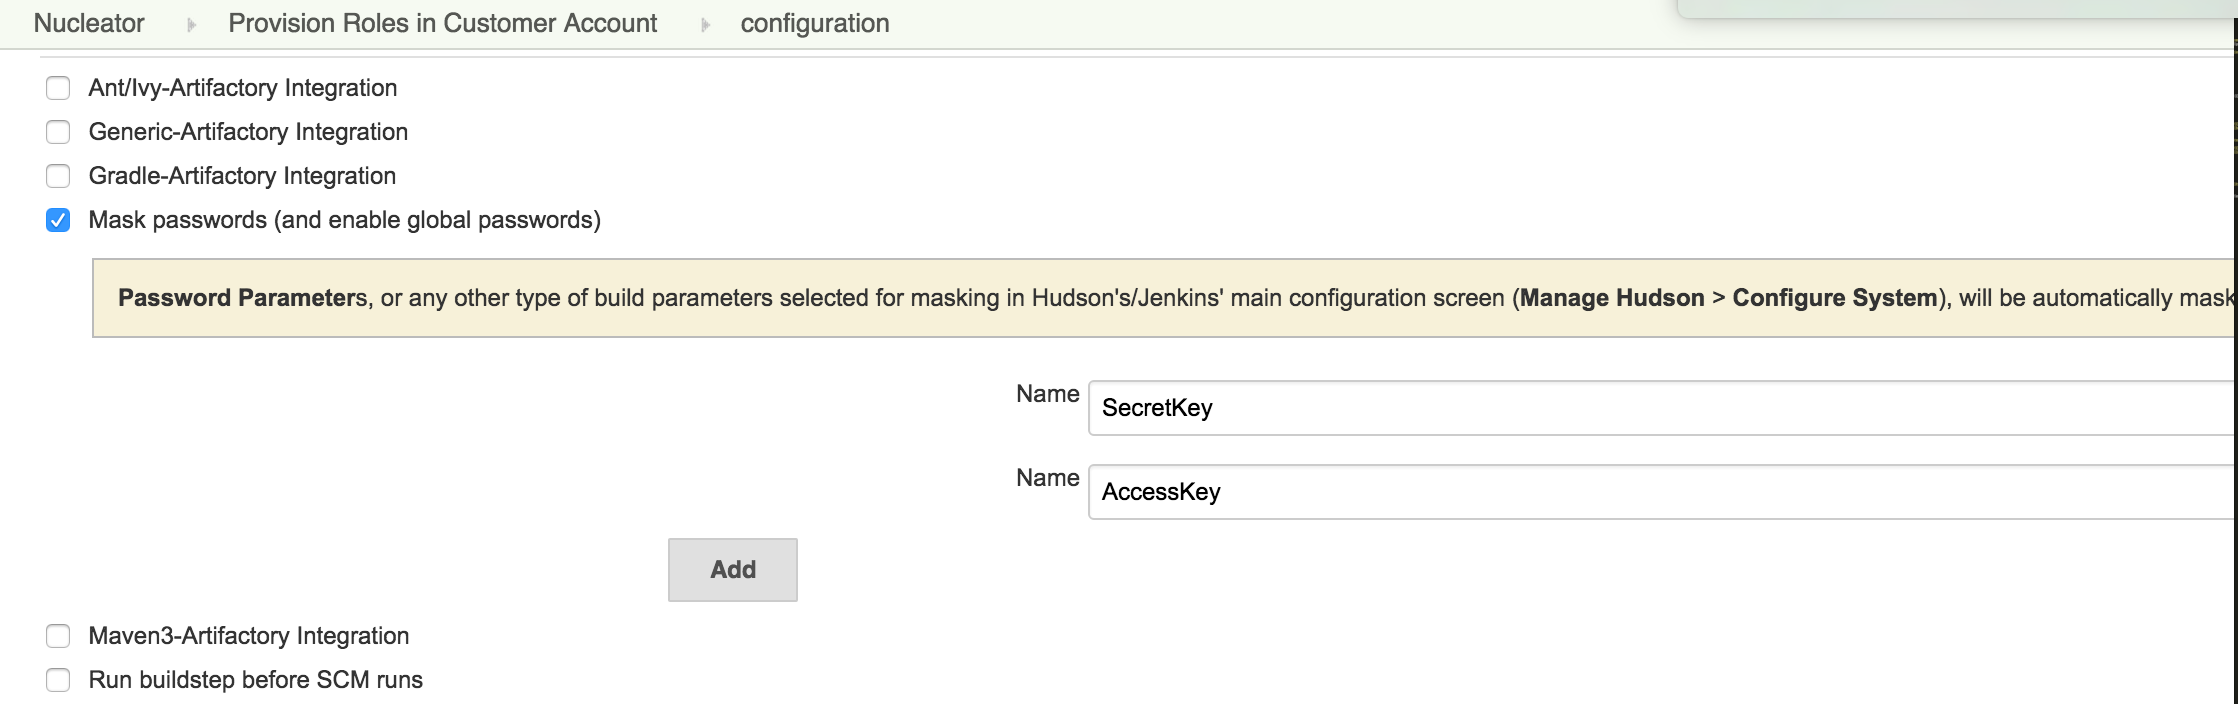 Nucleator Provision Roles in Customer Account configuration
Ant/Ivy-Artifactory Integration
Generic-Artifactory Integration
Gradle-Artifactory Integration
Mask passwords (and enable global passwords)
Password Parameters, or any other type of build parameters selected for masking in Hudson's/Jenkins' main configuration screen (Manage Hudson > Configure System), will be automatically mask
Name SecretKey
Name AccessKey
Add
Maven3-Artifactory Integration
Run buildstep before SCM runs